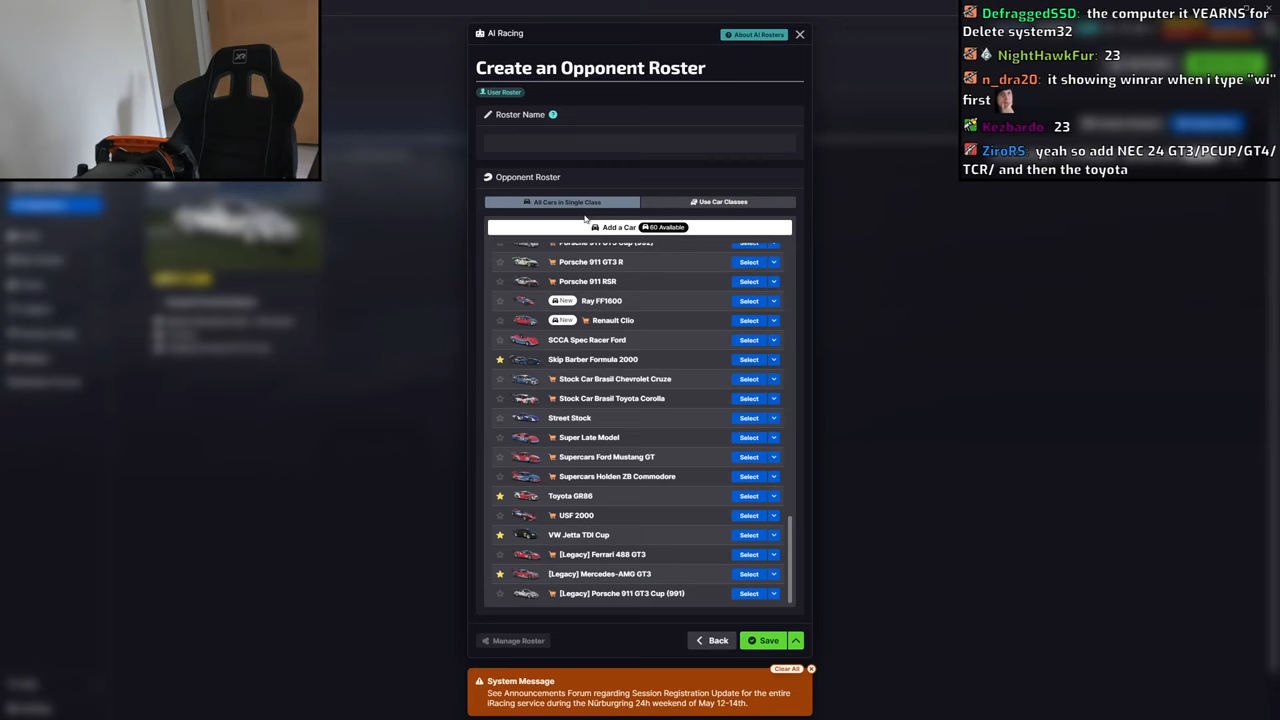 AI Racing
About AI Rosters
Create an Opponent Roster
User Roster
Roster Name
Opponent Roster
All Cars in Single Class
Use Car Classes
Add a Car 60 Available
Porsche 911 GT3 Cup (992) Select
Porsche 911 GT3 R Select
Porsche 911 RSR Select
New Ray FF1600 Select
New Renault Clio Select
SCCA Spec Racer Ford Select
Skip Barber Formula 2000 Select
Stock Car Brasil Chevrolet Cruze Select
Stock Car Brasil Toyota Corolla Select
Street Stock Select
Super Late Model Select
Supercars Ford Mustang GT Select
Supercars Holden ZB Commodore Select
Toyota GR86 Select
USF 2000 Select
VW Jetta TDI Cup Select
[Legacy] Ferrari 488 GT3 Select
[Legacy] Mercedes-AMG GT3 Select
[Legacy] Porsche 911 GT3 Cup (991) Select
Manage Roster
Back
Save
Clear All
System Message
See Announcements Forum regarding Session Registration Update for the entire
iRacing service during the Nürburgring 24h weekend of May 12-14th.
DefraggedSSD: the computer it YEARNS for
Delete system32
NightHawkFur: 23
n_dra20: it showing winrar when i type "wi"
first
Kezbardo 23
ZiroRS: yeah so add NEC 24 GT3/PCUP/GT4/
TCR/ and then the toyota